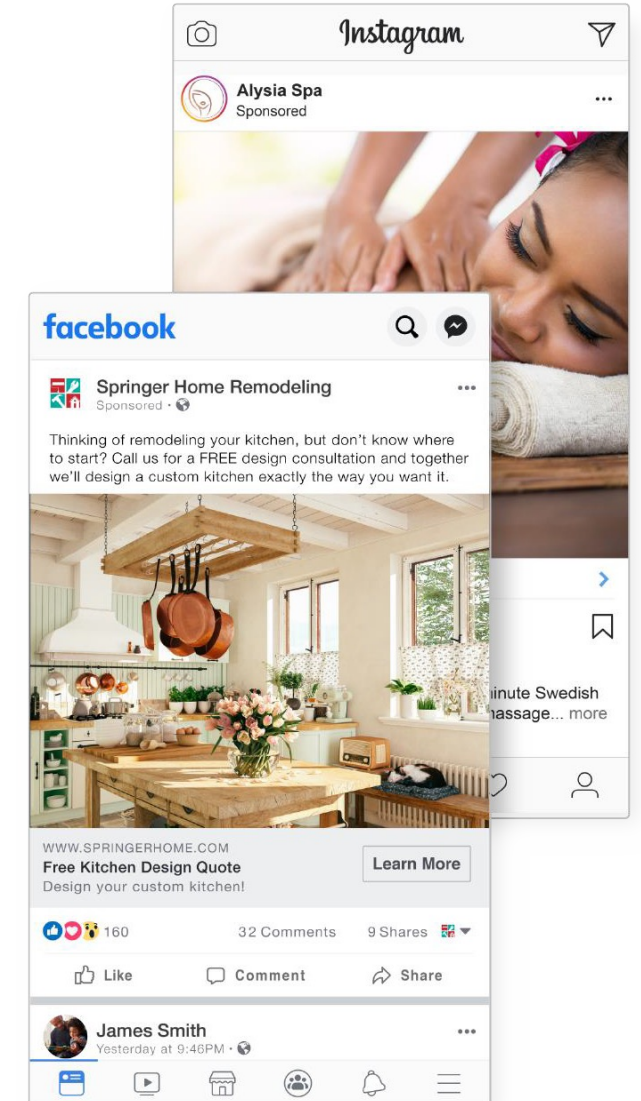 Instagram
Alysia Spa
Sponsored
facebook
Springer Home Remodeling
Sponsored ·
Thinking of remodeling your kitchen, but don't know where
to start? Call us for a FREE design consultation and together
we'll design a custom kitchen exactly the way you want it.
Swedish
more
WWW.SPRINGERHOME.COM
Free Kitchen Design Quote
Design your custom kitchen!
Learn More
160
32 Comments
9 Shares
Like
Comment
Share
James Smith
Yesterday at 9:46PM ·